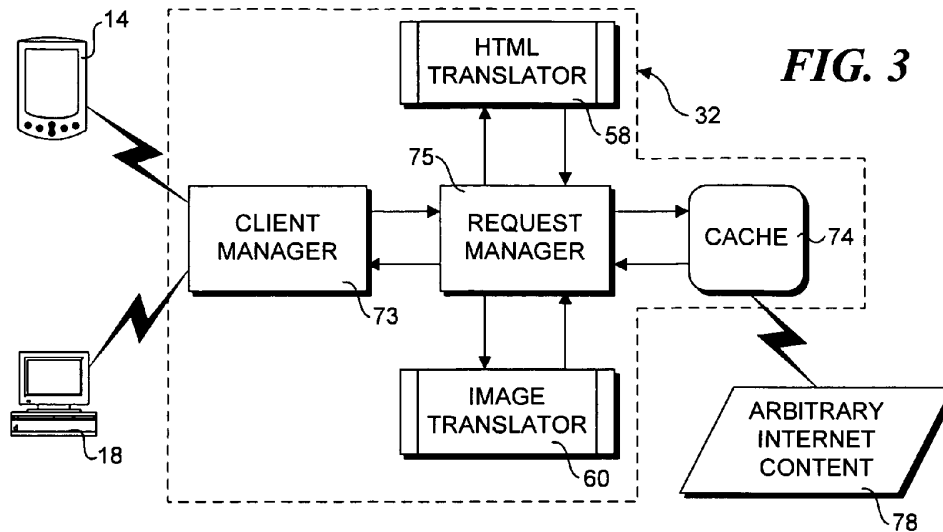 14
HTML
TRANSLATOR
58
FIG. 3
32
75
CLIENT
MANAGER
73
REQUEST
MANAGER
CACHE
74
18
IMAGE
TRANSLATOR
60
ARBITRARY
INTERNET
CONTENT
78